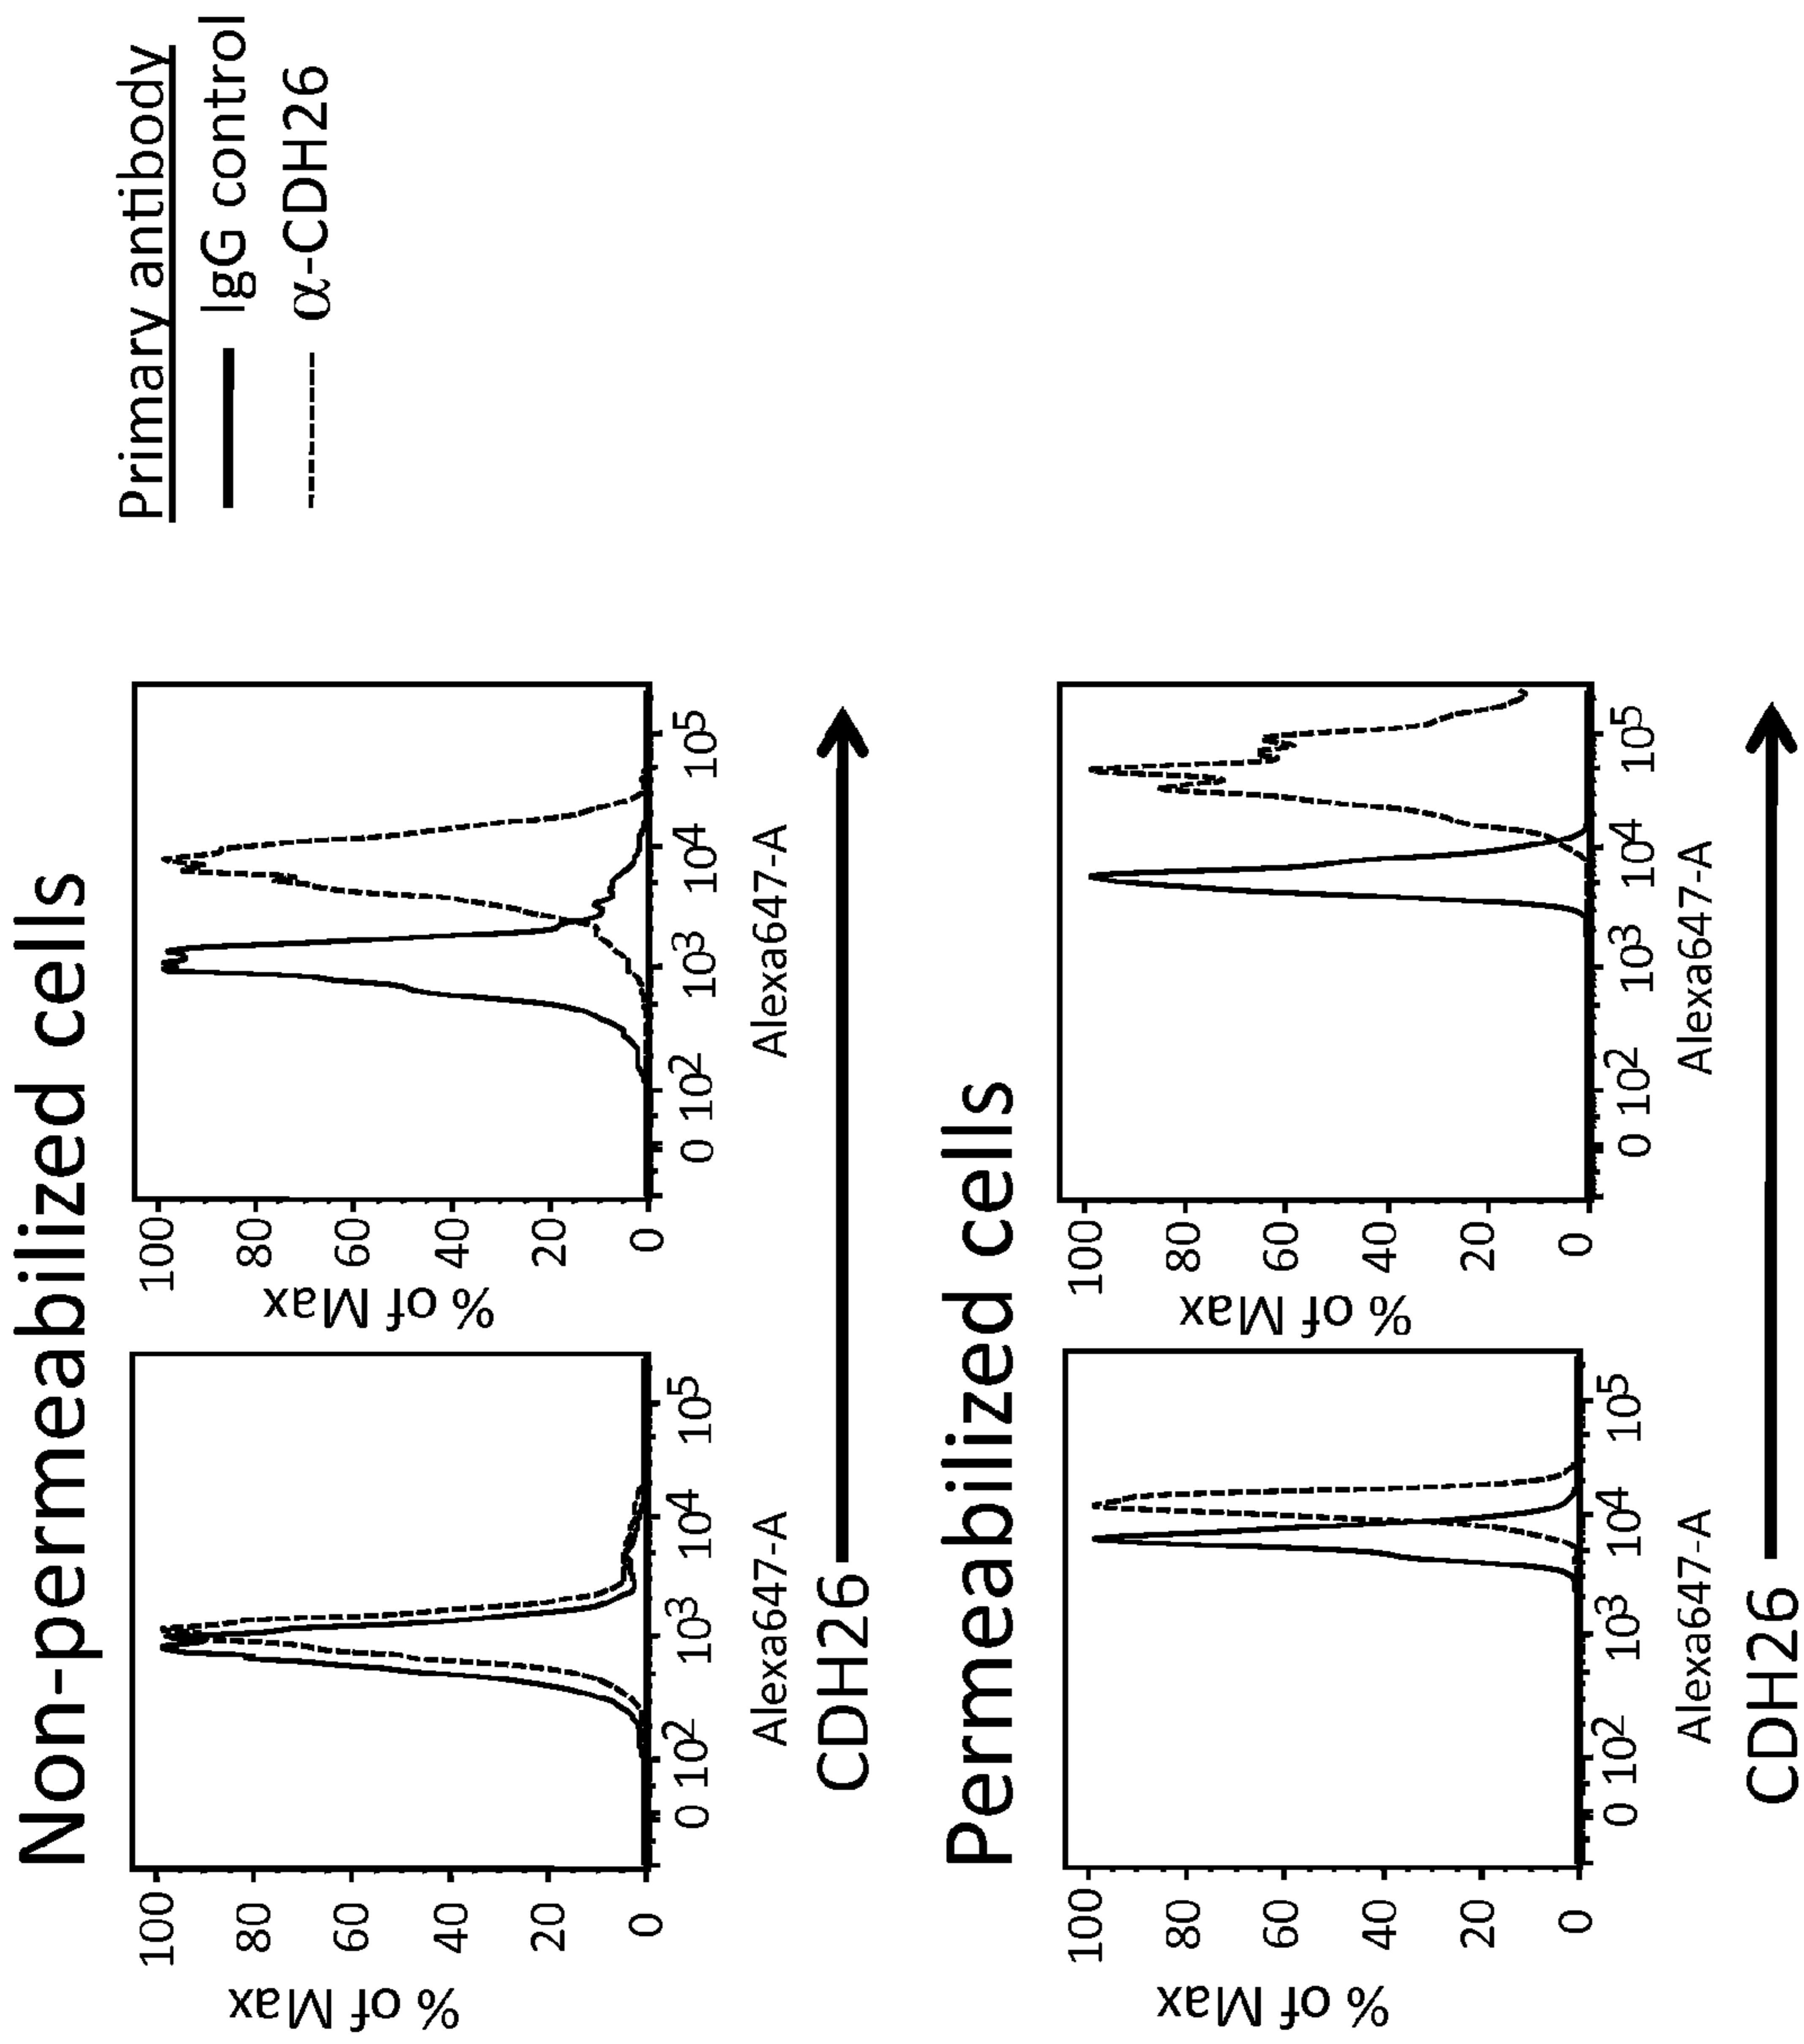 Non-permeabilized cells
Primary antibody
IgG control
α-CDH26
% of Max
100
80
60
40
20
0
0 10² 10³ 10⁴ 10⁵
Alexa647-A
% of Max
100
80
60
40
20
0
0 10² 10³ 10⁴ 10⁵
Alexa647-A
CDH26
Permeabilized cells
% of Max
100
80
60
40
20
0
0 10² 10³ 10⁴ 10⁵
Alexa647-A
% of Max
100
80
60
40
20
0
0 10² 10³ 10⁴ 10⁵
Alexa647-A
CDH26